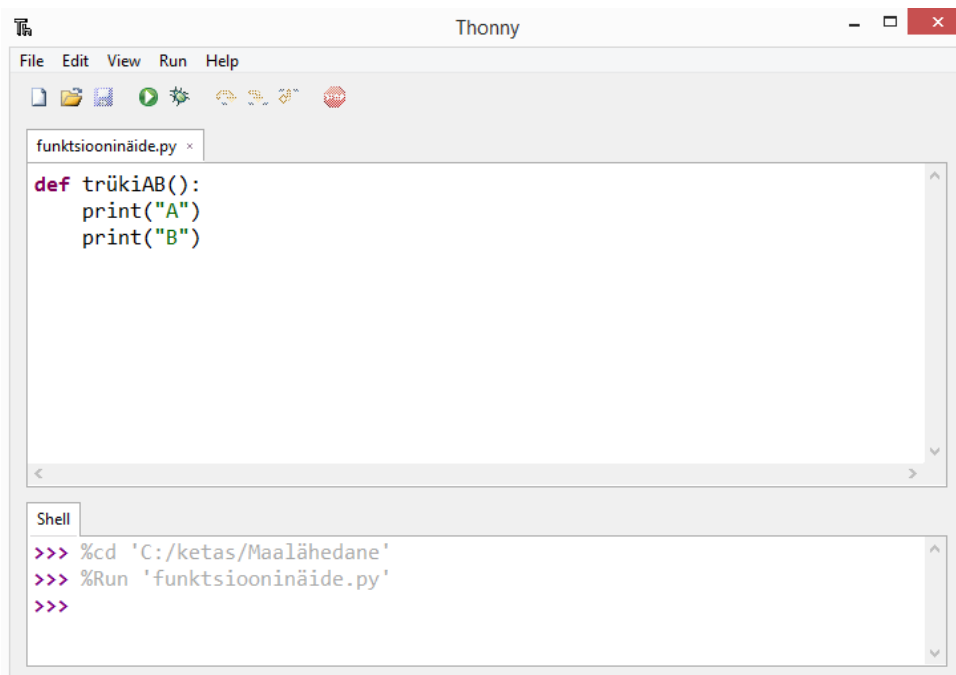 Th Thonny
File Edit View Run Help
funktsiooninäide.py ×
def trükiAB():
    print("A")
    print("B")
Shell
>>> %cd 'C:/ketas/Maalähedane'
>>> %Run 'funktsiooninäide.py'
>>>